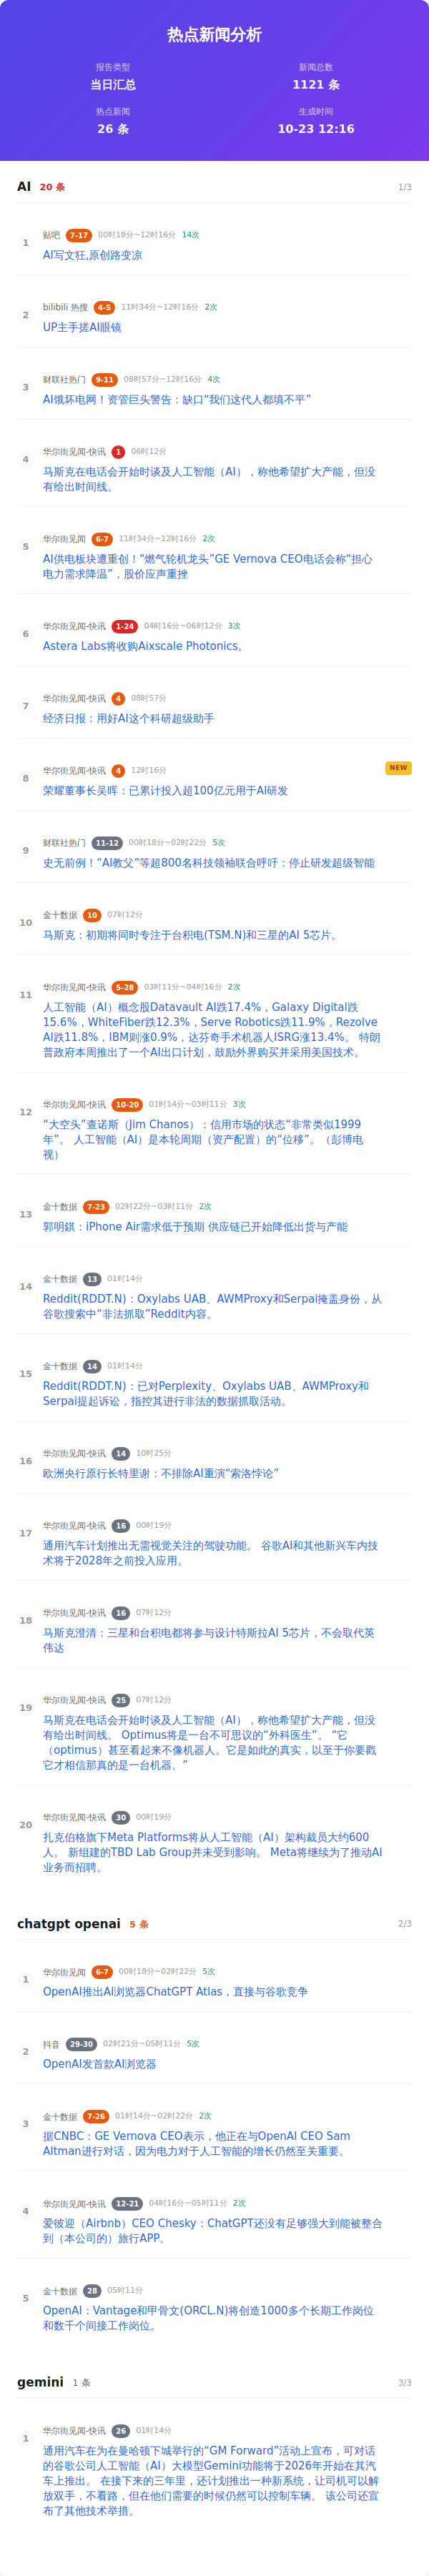 热点新闻分析
报告类型
当日汇总
新闻总数
1121 条
热点新闻
26 条
生成时间
10-23 12:16
AI 20 条 1/3
1
贴吧 7-17 00时18分~12时16分 14次
AI写文狂,原创路变凉
2
bilibili 热搜 4-5 11时34分~12时16分 2次
UP主手搓AI眼镜
3
财联社热门 9-11 08时57分~12时16分 4次
AI饿坏电网！资管巨头警告：缺口“我们这代人都填不平”
4
华尔街见闻-快讯 1 06时12分
马斯克在电话会开始时谈及人工智能（AI），称他希望扩大产能，但没
有给出时间线。
5
华尔街见闻 6-7 11时34分~12时16分 2次
AI供电板块遭重创！“燃气轮机龙头”GE Vernova CEO电话会称“担心
电力需求降温”，股价应声重挫
6
华尔街见闻-快讯 1-24 04时16分~06时12分 3次
Astera Labs将收购Aixscale Photonics。
7
华尔街见闻-快讯 4 08时57分
经济日报：用好AI这个科研超级助手
8
华尔街见闻-快讯 4 12时16分
NEW
荣耀董事长吴晖：已累计投入超100亿元用于AI研发
9
财联社热门 11-12 00时18分~02时22分 5次
史无前例！“AI教父”等超800名科技领袖联合呼吁：停止研发超级智能
10
金十数据 10 07时12分
马斯克：初期将同时专注于台积电(TSM.N)和三星的AI 5芯片。
11
华尔街见闻-快讯 5-28 03时11分~04时16分 2次
人工智能（AI）概念股Datavault AI跌17.4%，Galaxy Digital跌
15.6%，WhiteFiber跌12.3%，Serve Robotics跌11.9%，Rezolve
AI跌11.8%，IBM则涨0.9%，达芬奇手术机器人ISRG涨13.4%。 特朗
普政府本周推出了一个AI出口计划，鼓励外国购买并采用美国技术。
12
华尔街见闻-快讯 10-20 01时14分~03时11分 3次
“大空头”查诺斯（Jim Chanos）：信用市场的状态“非常类似1999
年”。 人工智能（AI）是本轮周期（资产配置）的“位移”。（彭博电
视）
13
金十数据 7-23 02时22分~03时11分 2次
郭明錤：iPhone Air需求低于预期 供应链已开始降低出货与产能
14
金十数据 13 01时14分
Reddit(RDDT.N)：Oxylabs UAB、AWMProxy和Serpai掩盖身份，从
谷歌搜索中“非法抓取”Reddit内容。
15
金十数据 14 01时14分
Reddit(RDDT.N)：已对Perplexity、Oxylabs UAB、AWMProxy和
Serpai提起诉讼，指控其进行非法的数据抓取活动。
16
华尔街见闻-快讯 14 10时25分
欧洲央行原行长特里谢：不排除AI重演“索洛悖论”
17
华尔街见闻-快讯 16 00时19分
通用汽车计划推出无需视觉关注的驾驶功能。 谷歌AI和其他新兴车内技
术将于2028年之前投入应用。
18
华尔街见闻-快讯 16 07时12分
马斯克澄清：三星和台积电都将参与设计特斯拉AI 5芯片，不会取代英
伟达
19
华尔街见闻-快讯 25 07时12分
马斯克在电话会开始时谈及人工智能（AI），称他希望扩大产能，但没
有给出时间线。 Optimus将是一台不可思议的“外科医生”。 “它
（optimus）甚至看起来不像机器人。它是如此的真实，以至于你要戳
它才相信那真的是一台机器。”
20
华尔街见闻-快讯 30 00时19分
扎克伯格旗下Meta Platforms将从人工智能（AI）架构裁员大约600
人。 新组建的TBD Lab Group并未受到影响。 Meta将继续为了推动AI
业务而招聘。
chatgpt openai 5 条 2/3
1
华尔街见闻 6-7 00时18分~02时22分 5次
OpenAI推出AI浏览器ChatGPT Atlas，直接与谷歌竞争
2
抖音 29-30 02时21分~05时11分 5次
OpenAI发首款AI浏览器
3
金十数据 7-26 01时14分~02时22分 2次
据CNBC：GE Vernova CEO表示，他正在与OpenAI CEO Sam
Altman进行对话，因为电力对于人工智能的增长仍然至关重要。
4
华尔街见闻-快讯 12-21 04时16分~05时11分 2次
爱彼迎（Airbnb）CEO Chesky：ChatGPT还没有足够强大到能被整合
到（本公司的）旅行APP。
5
金十数据 28 05时11分
OpenAI：Vantage和甲骨文(ORCL.N)将创造1000多个长期工作岗位
和数千个间接工作岗位。
gemini 1 条 3/3
1
华尔街见闻-快讯 26 01时14分
通用汽车在为在曼哈顿下城举行的“GM Forward”活动上宣布，可对话
的谷歌公司人工智能（AI）大模型Gemini功能将于2026年开始在其汽
车上推出。 在接下来的三年里，还计划推出一种新系统，让司机可以解
放双手，不看路，但在他们需要的时候仍然可以控制车辆。 该公司还宣
布了其他技术举措。